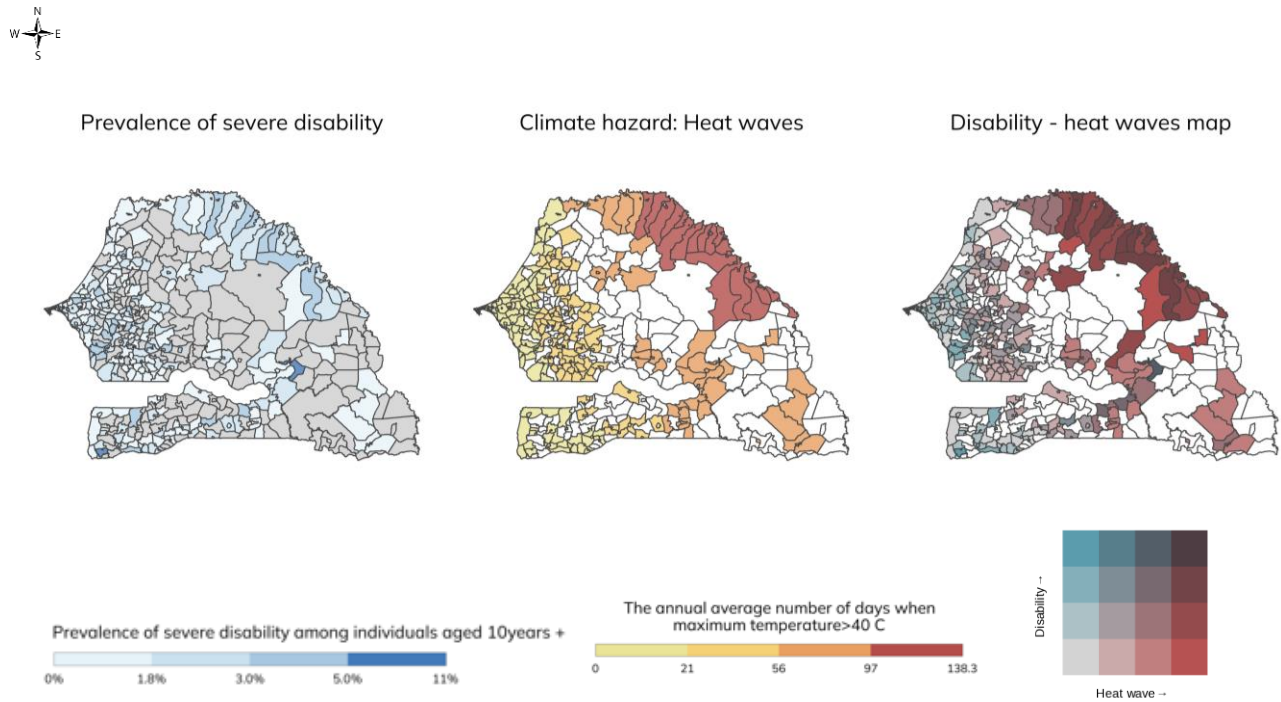 N
W E
S
Prevalence of severe disability
Climate hazard: Heat waves
Disability - heat waves map
Prevalence of severe disability among individuals aged 10years +
0% 1.8% 3.0% 5.0% 11%
The annual average number of days when
maximum temperature>40 C
0 21 56 97 138.3
Disability→
Heat wave→